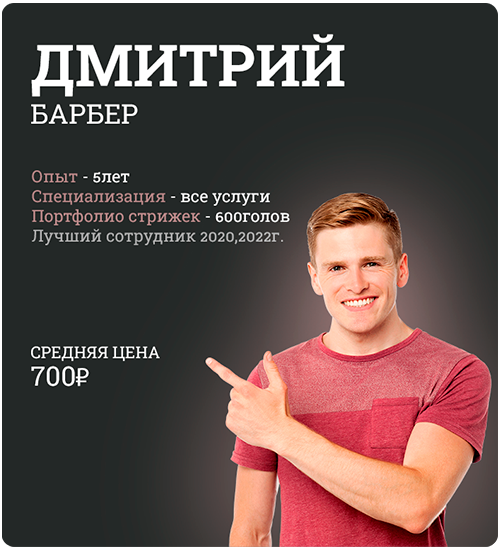 ДМИТРИЙ
БАРБЕР
Опыт - 5лет
Специализация - все услуги
Портфолио стрижек - 600голов
Лучший сотрудник 2020,2022г.
СРЕДНЯЯ ЦЕНА
700₽